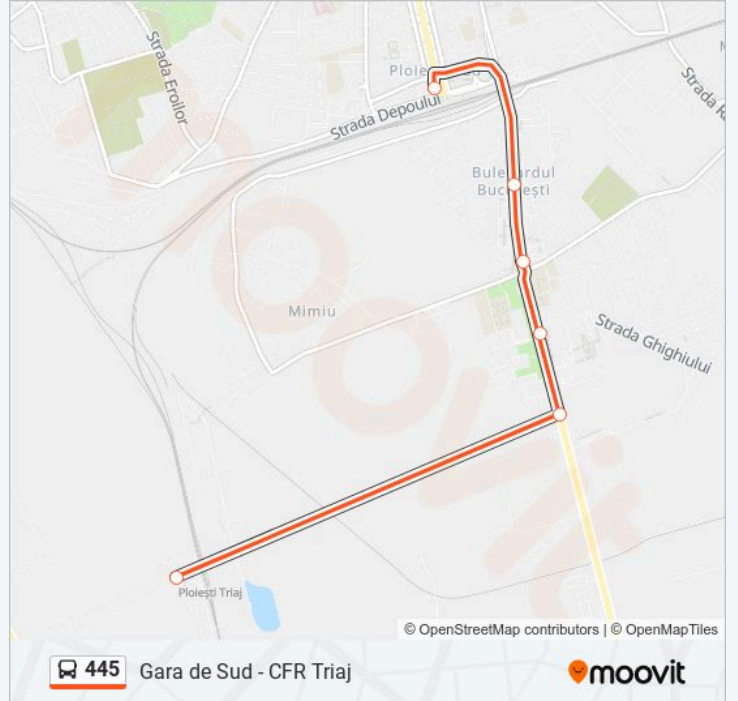 Strada Eroilor
Strada Depoului
Strada
Bulevardul
București
Mimiu
Strada Ghighiului
Ploiești Triaj
© OpenStreetMap contributors | © OpenMapTiles
445 Gara de Sud - CFR Triaj
moovit